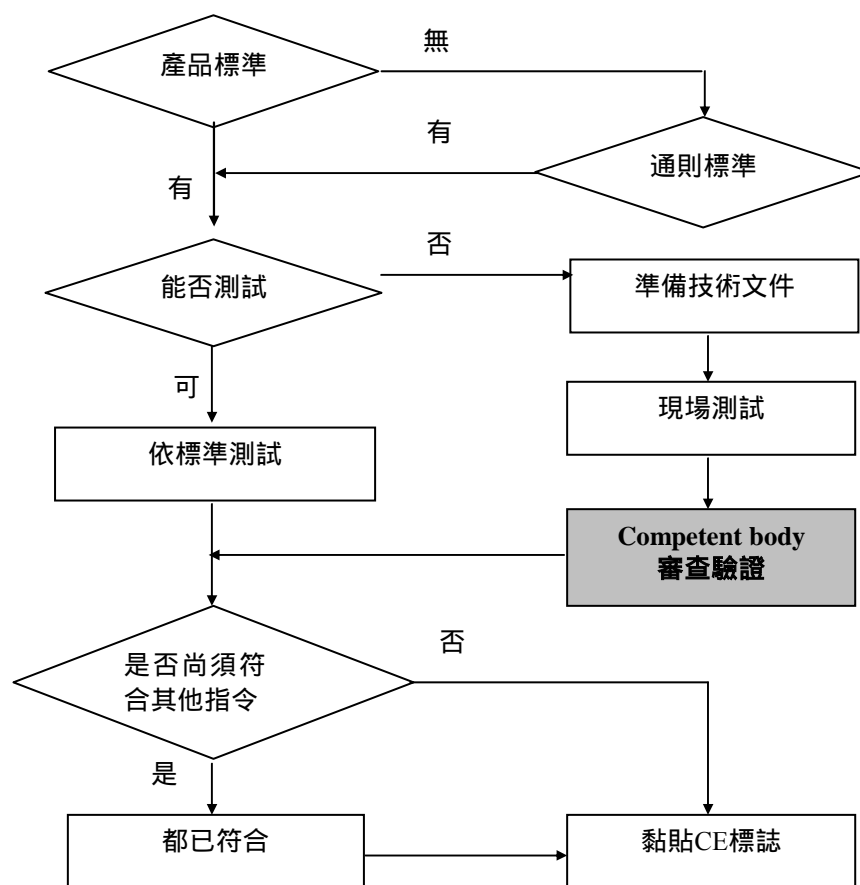 無
產品標準
有
通則標準
有
否
能否測試
準備技術文件
可
現場測試
依標準測試
Competent body
審查驗證
否
是否尚須符
合其他指令
是
都已符合
黏貼CE標誌